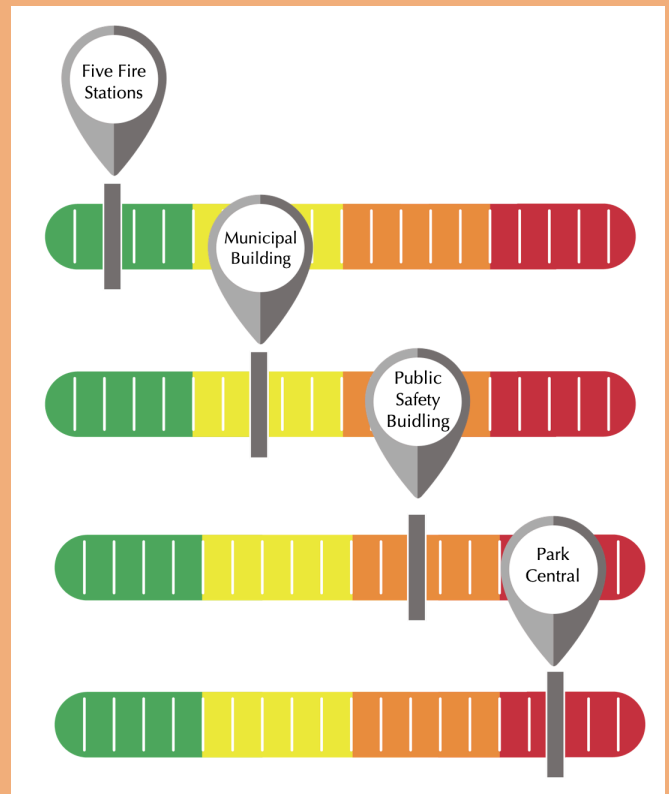 Five Fire
Stations
Municipal
Building
Public
Safety
Buidling
Park
Central